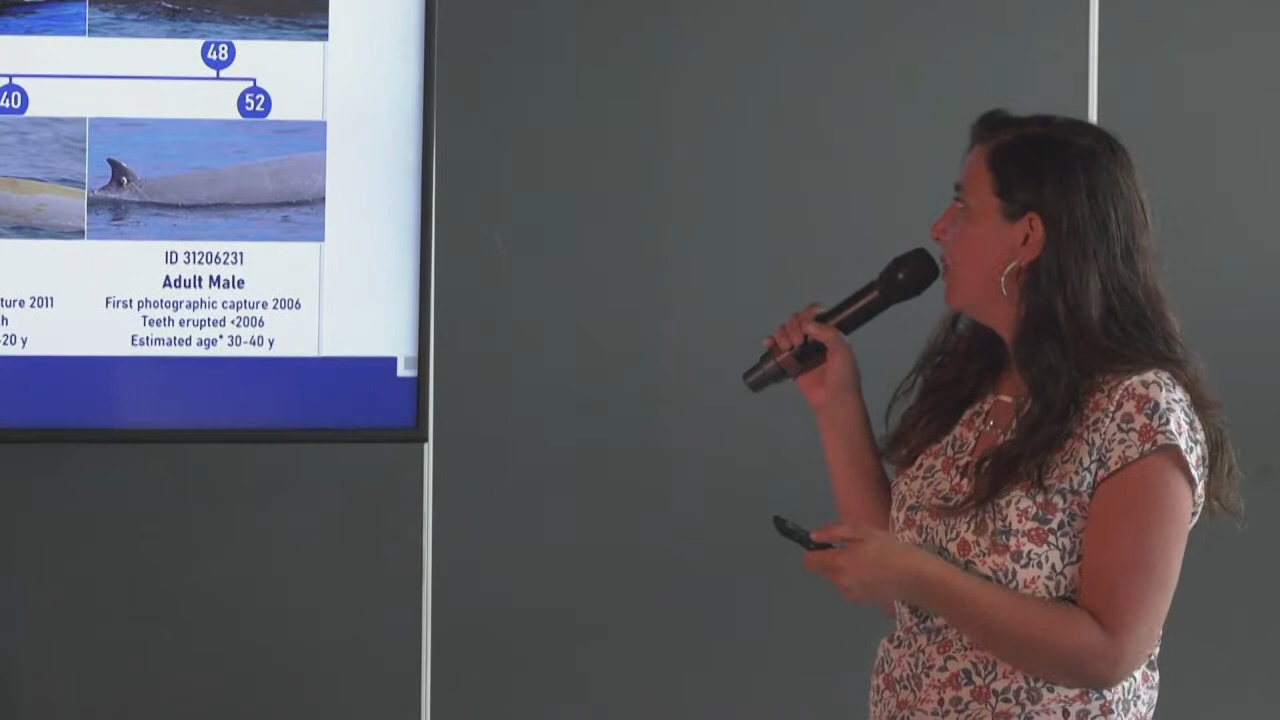 48
40
52
ID 31206231
Adult Male
ture 2011
First photographic capture 2006
h
Teeth erupted <2006
-20 y
Estimated age* 30-40 y